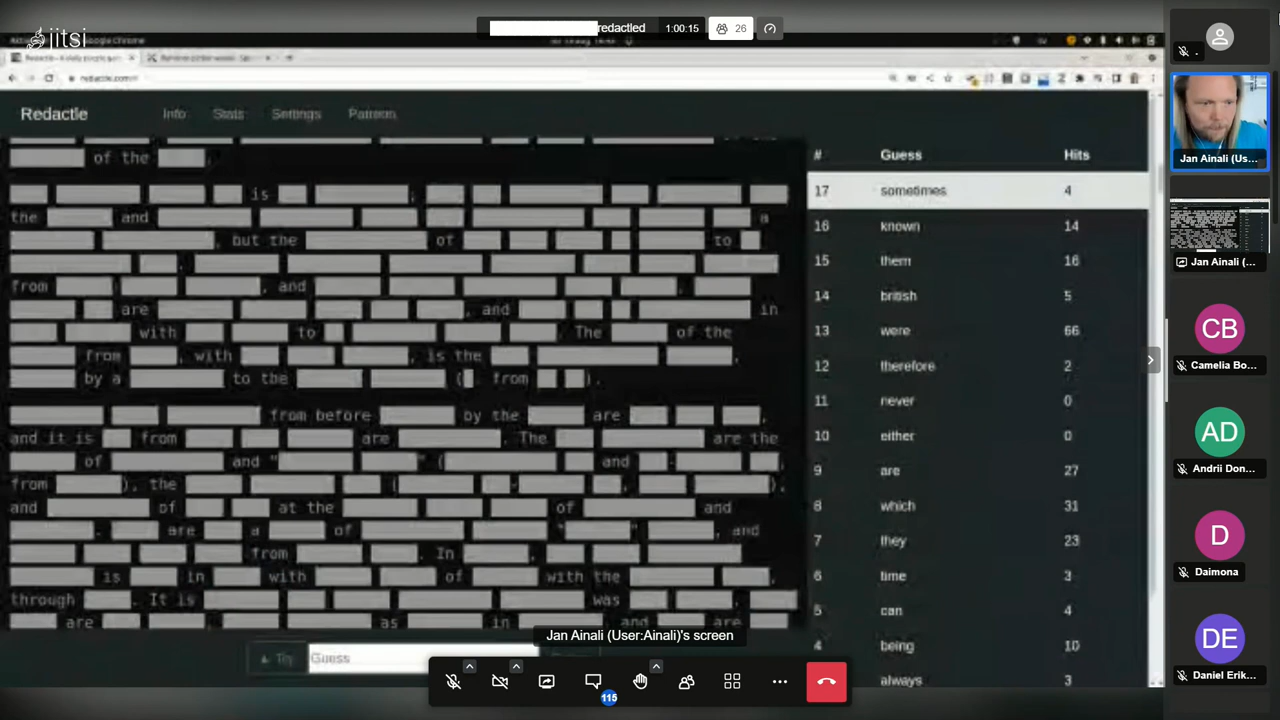 jitsi
redactled 1:00:15 26
Google Chrome
redactle.com
Redactle Info Stats Settings Patreon
# Guess Hits
17 sometimes 4
16 known 14
15 them 16
14 british 5
13 were 66
12 therefore 2
11 never 0
10 either 0
9 are 27
8 which 31
7 they 23
6 time 3
5 can 4
4 being 10
always 3
of the .
is ,
the and a
, but the of to
,
from , and . ,
are , and in
with to . The of the
from , with , is the ,
by a to the ( from ).
from before by the are ,
and it is from are . The are the
of and " " ( and - ,
from ), the ( - , ),
and of at the of and
. are a of " " , and
from . In ,
is in with of with the ,
through . It is was ,
are , as in and are
Try Guess
Jan Ainali (User:Ainali)'s screen
115
.
Jan Ainali (Us...
Jan Ainali (...
CB
Camelia Bo...
AD
Andrii Don...
D
Daimona
DE
Daniel Erik...